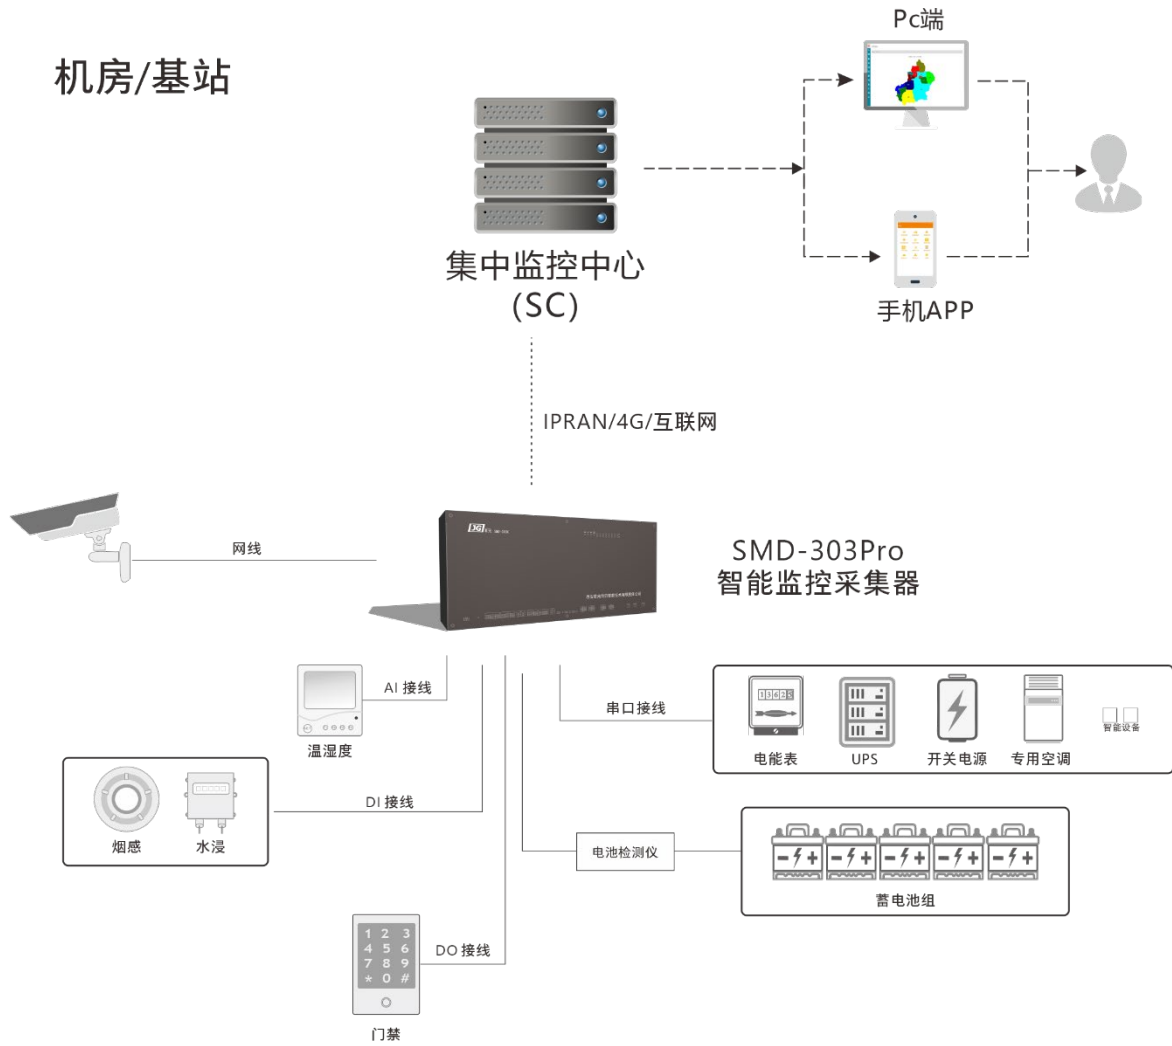 Pc端
机房/基站
集中监控中心
(SC)
手机APP
IPRAN/4G/互联网
网线
SMD-303Pro
智能监控采集器
AI 接线
温湿度
串口接线
13625
电能表
UPS
开关电源
专用空调
智能设备
DI 接线
烟感
水浸
电池检测仪
蓄电池组
1 2 3
4 5 6
7 8 9
* 0 #
DO 接线
门禁